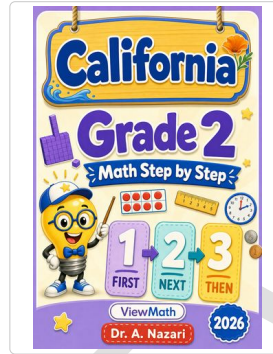 California
Grade 2
Math Step by Step
1 2 3
FIRST NEXT THEN
ViewMath
Dr. A. Nazari
2026